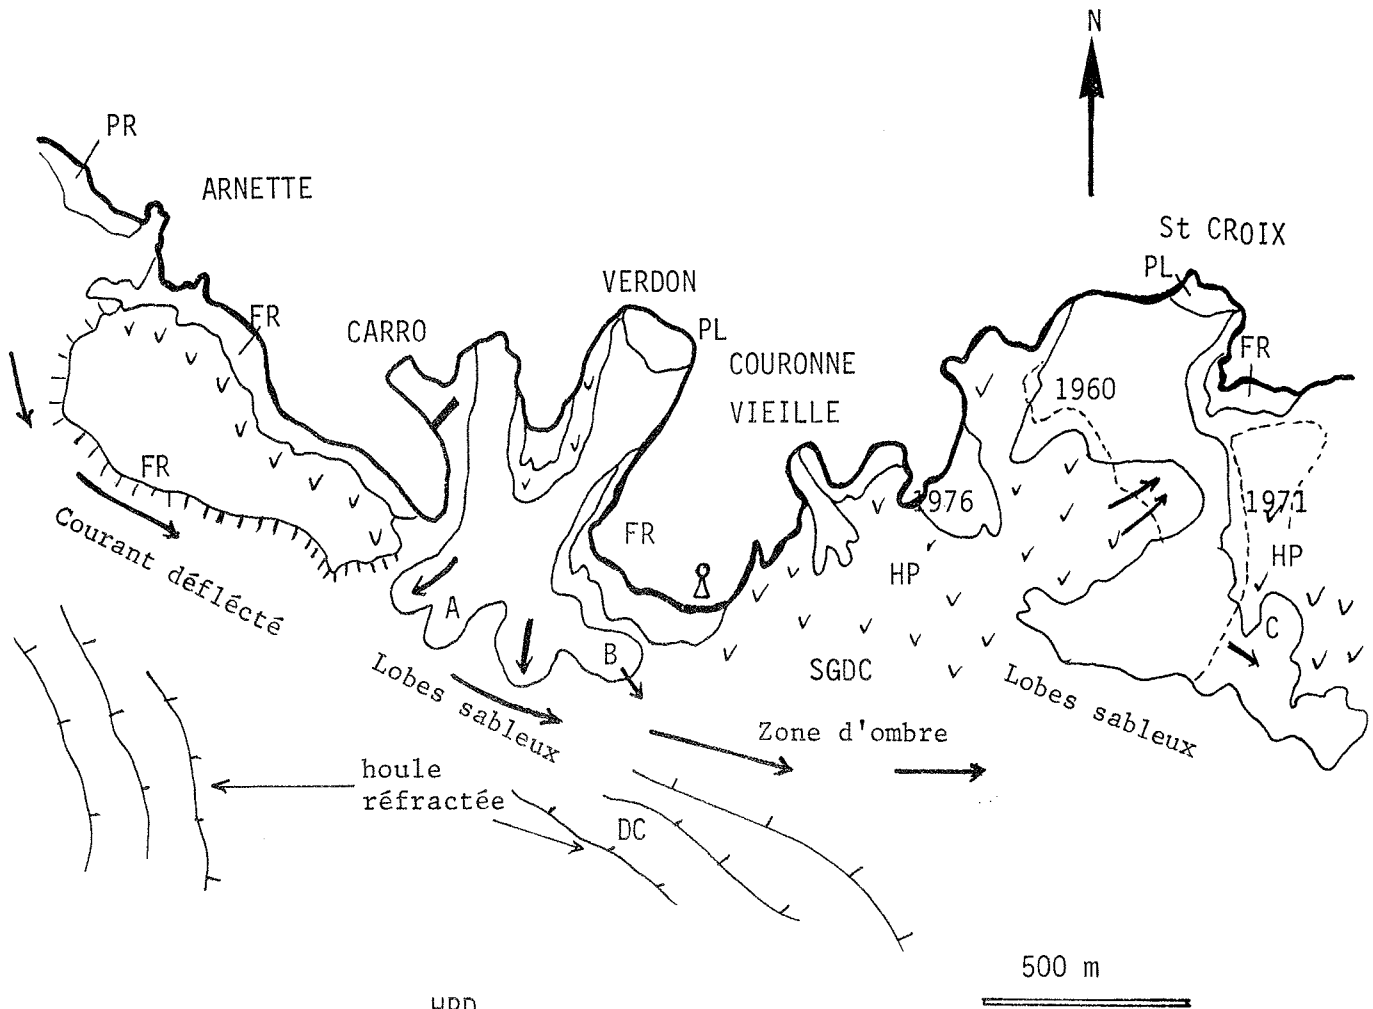 N
PR
ARNETTE
St CROIX
PL
VERDON
FR
CARRO
PL
COURONNE
VIEILLE
FR
1960
FR
1976
1971
FR
HP
HP
Courant déflécté
A
B
C
SGDC
Lobes sableux
Lobes sableux
Zone d'ombre
houle
réfractée
DC
500 m